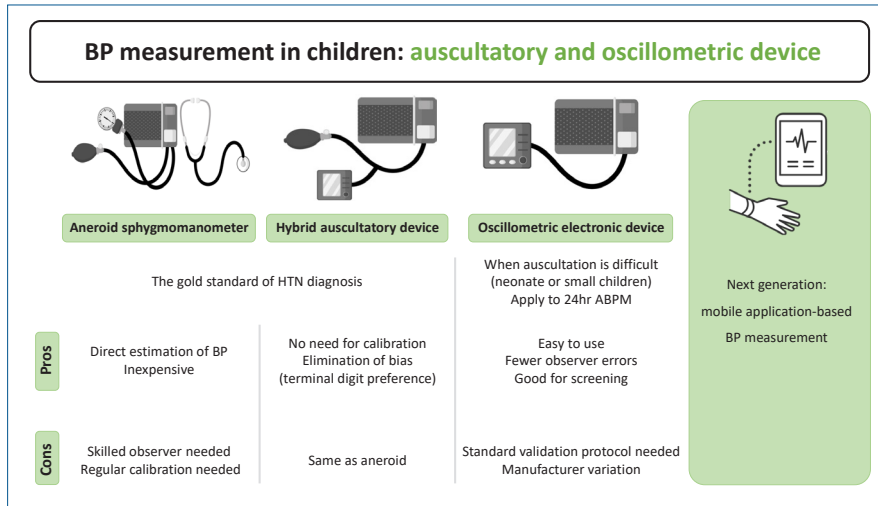 BP measurement in children: auscultatory and oscillometric device
Aneroid sphygmomanometer
Hybrid auscultatory device
Oscillometric electronic device
The gold standard of HTN diagnosis
When auscultation is difficult
(neonate or small children)
Apply to 24hr ABPM
Pros
Direct estimation of BP
Inexpensive
No need for calibration
Elimination of bias
(terminal digit preference)
Easy to use
Fewer observer errors
Good for screening
Cons
Skilled observer needed
Regular calibration needed
Same as aneroid
Standard validation protocol needed
Manufacturer variation
Next generation:
mobile application-based
BP measurement